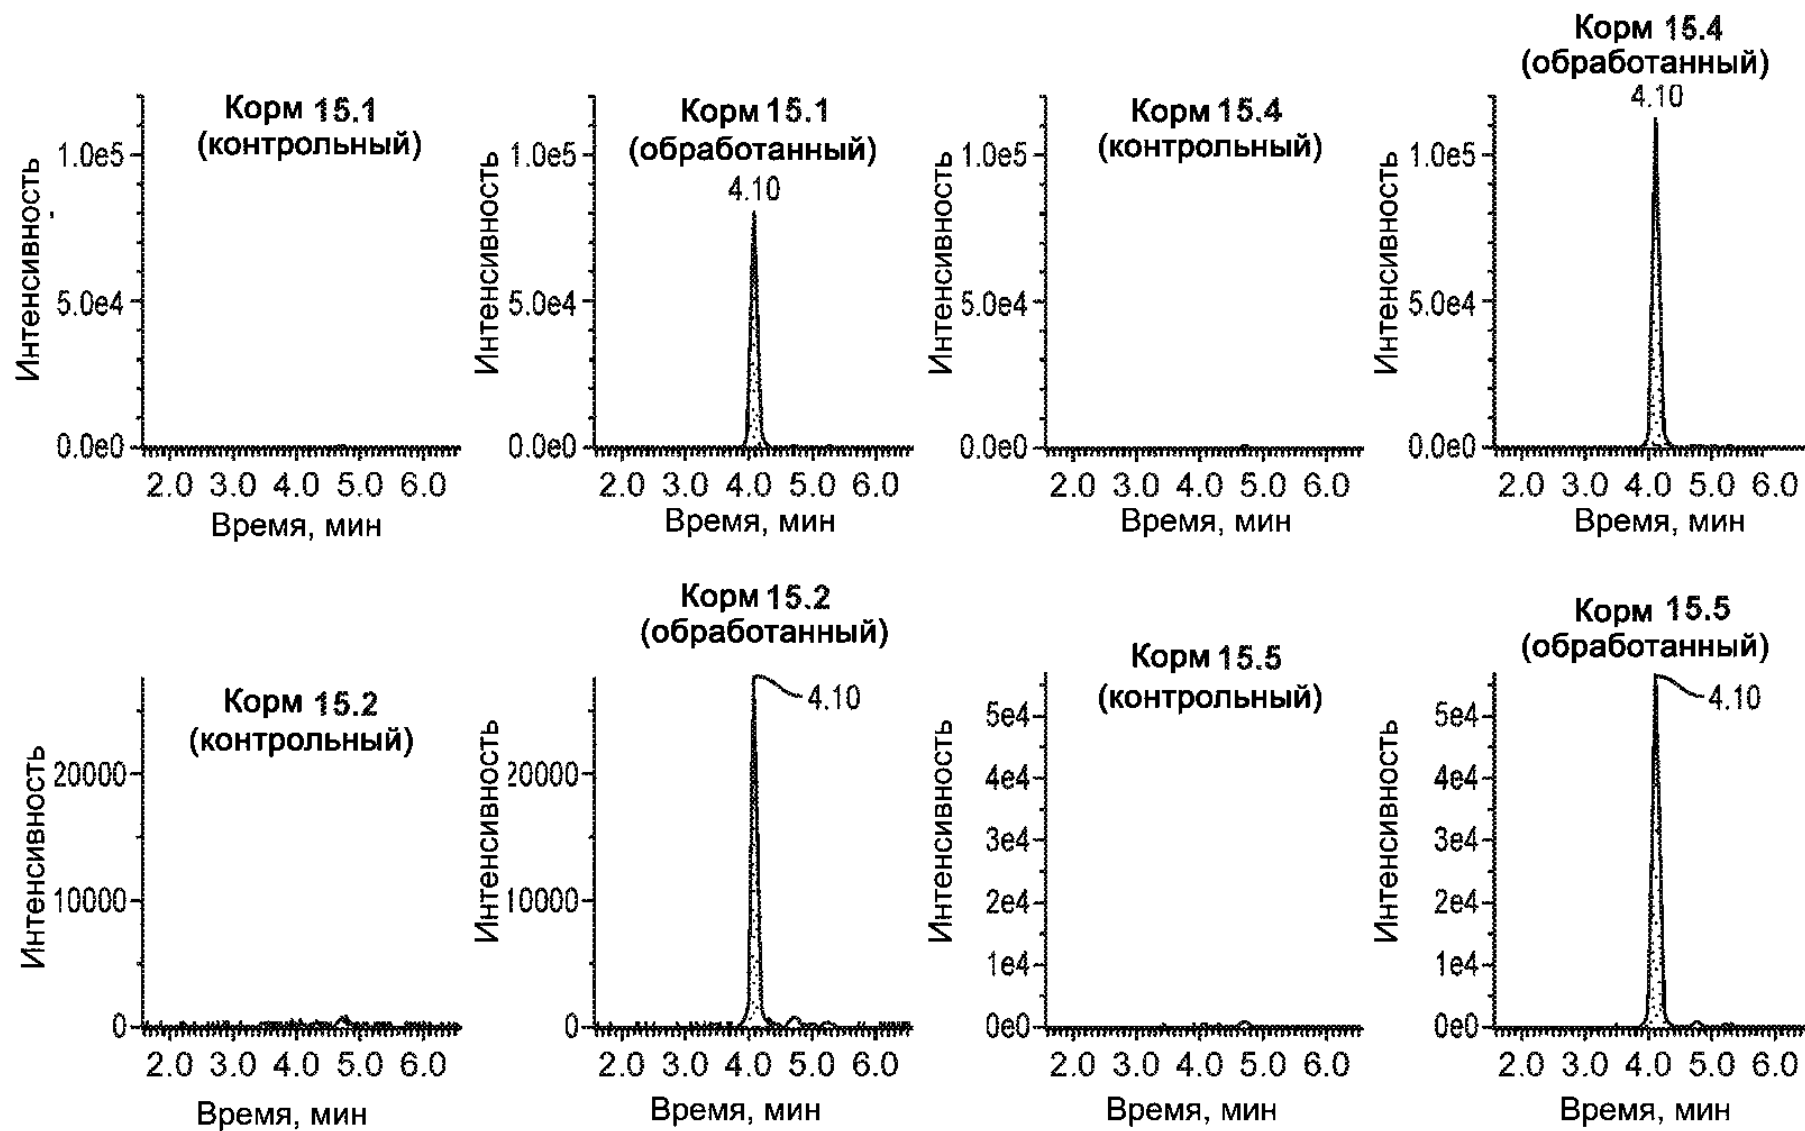 Корм 15.1
(контрольный)
1.0e5
5.0e4
0.0e0
Интенсивность
2.0 3.0 4.0 5.0 6.0
Время, мин
Корм 15.1
(обработанный)
4.10
1.0e5
5.0e4
0.0e0
Интенсивность
2.0 3.0 4.0 5.0 6.0
Время, мин
Корм 15.4
(контрольный)
1.0e5
5.0e4
0.0e0
Интенсивность
2.0 3.0 4.0 5.0 6.0
Время, мин
Корм 15.4
(обработанный)
4.10
1.0e5
5.0e4
0.0e0
Интенсивность
2.0 3.0 4.0 5.0 6.0
Время, мин
Корм 15.2
(контрольный)
20000
10000
0
Интенсивность
2.0 3.0 4.0 5.0 6.0
Время, мин
Корм 15.2
(обработанный)
4.10
20000
10000
0
Интенсивность
2.0 3.0 4.0 5.0 6.0
Время, мин
Корм 15.5
(контрольный)
5e4
4e4
3e4
2e4
1e4
0e0
Интенсивность
2.0 3.0 4.0 5.0 6.0
Время, мин
Корм 15.5
(обработанный)
4.10
5e4
4e4
3e4
2e4
1e4
0e0
Интенсивность
2.0 3.0 4.0 5.0 6.0
Время, мин